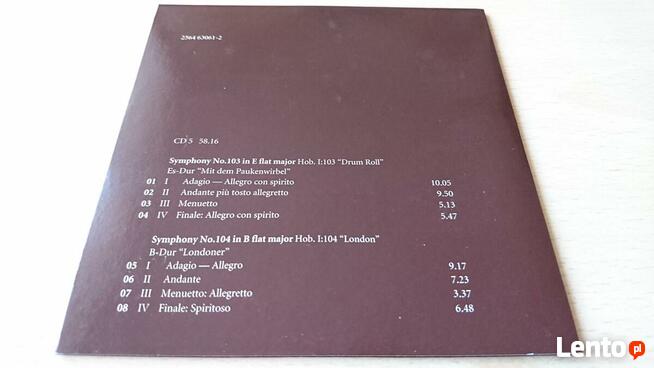 2564 63061-2
CD 5 58.16
Symphony No.103 in E flat major Hob. I:103 “Drum Roll”
Es-Dur “Mit dem Paukenwirbel”
01 I Adagio — Allegro con spirito 10.05
02 II Andante più tosto allegretto 9.50
03 III Menuetto 5.13
04 IV Finale: Allegro con spirito 5.47
Symphony No.104 in B flat major Hob. I:104 “London”
B-Dur “Londoner”
05 I Adagio — Allegro 9.17
06 II Andante 7.23
07 III Menuetto: Allegretto 3.37
08 IV Finale: Spiritoso 6.48
Lento.pl